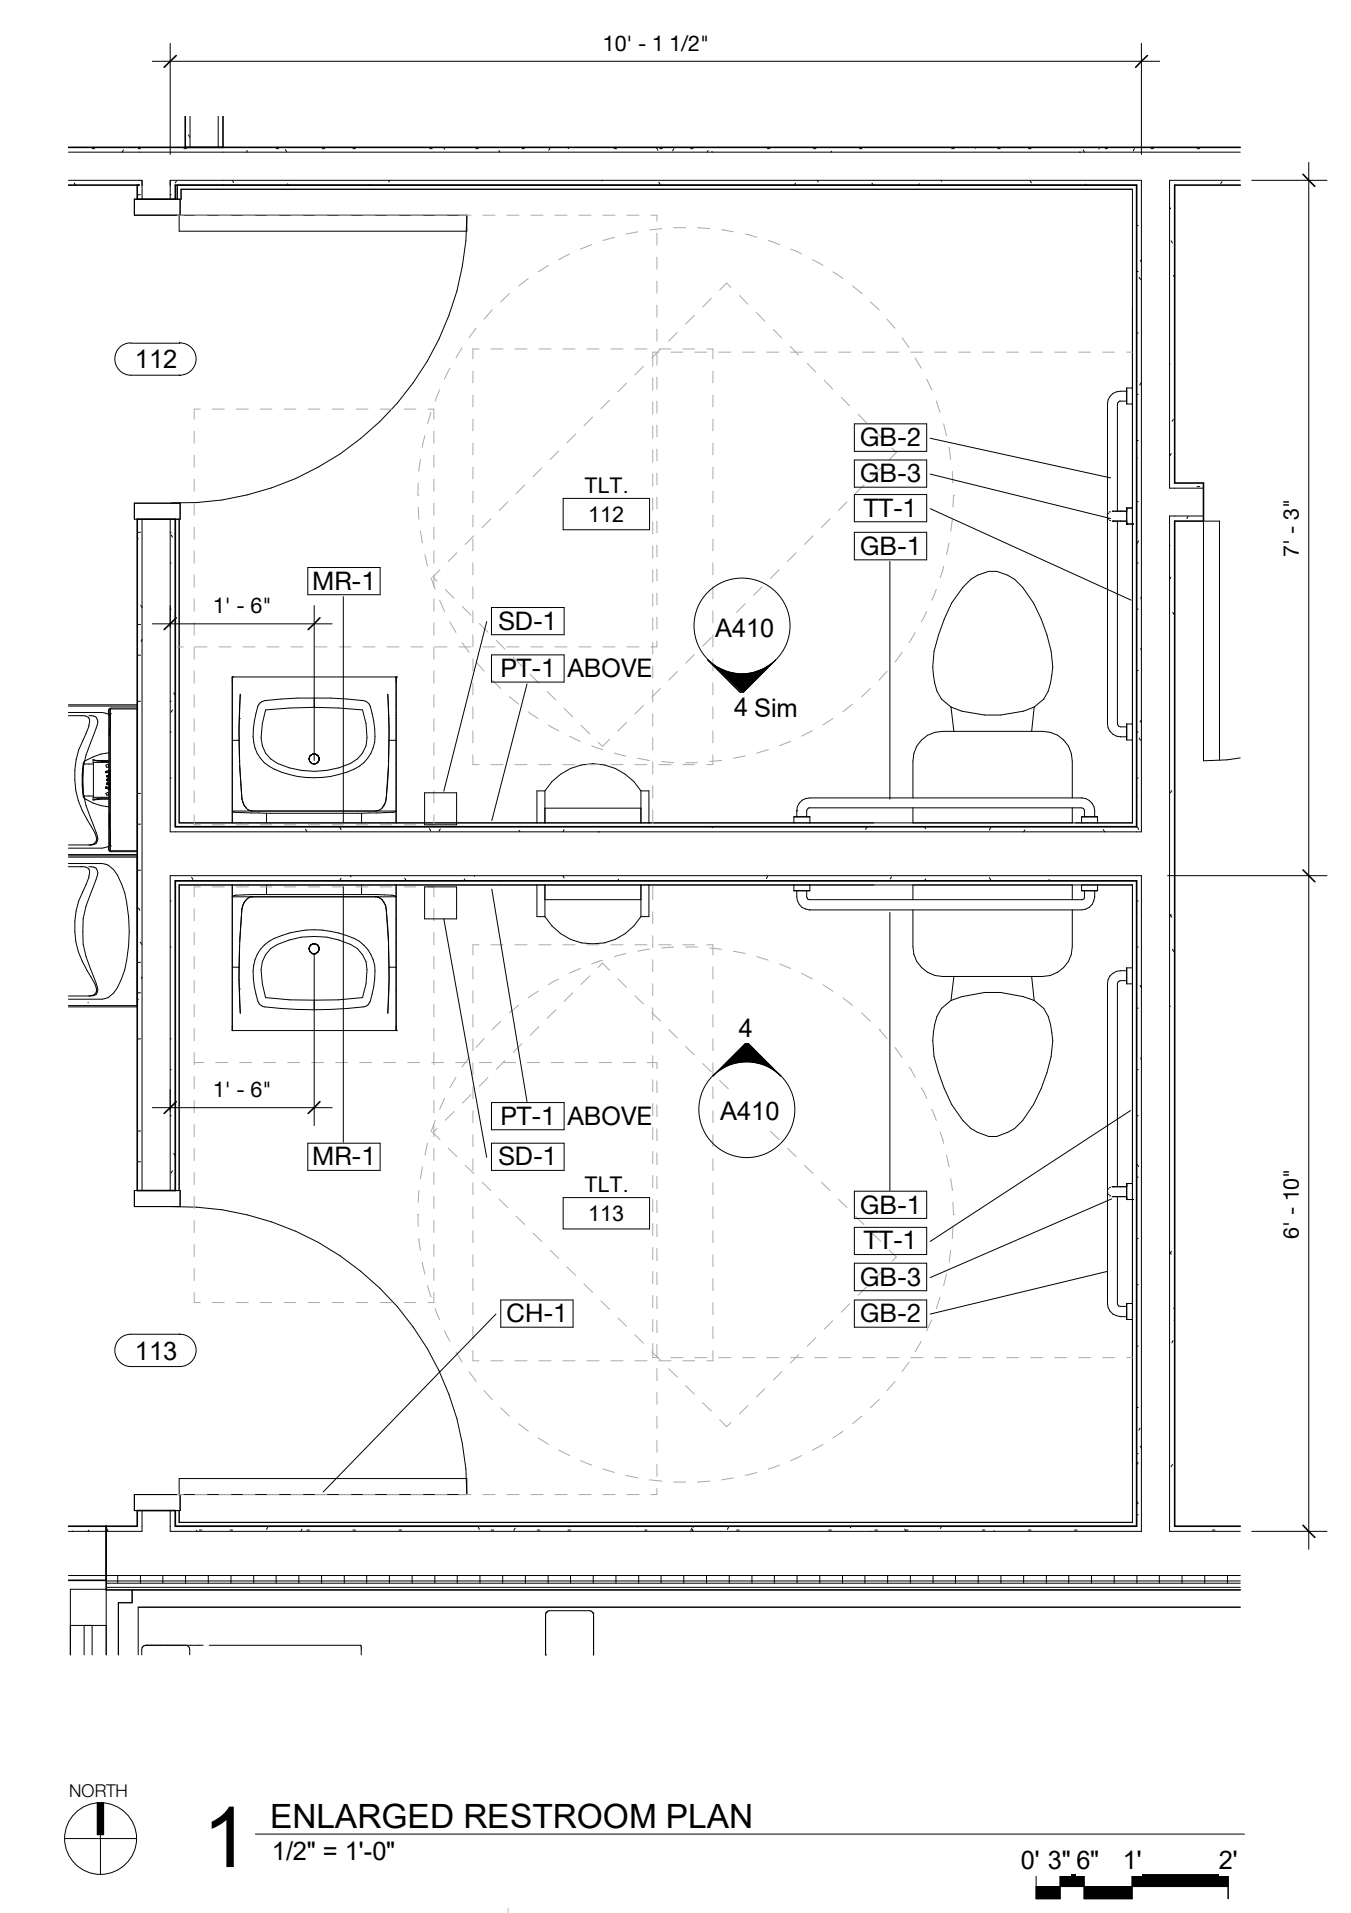 10' - 1 1/2"
112
GB-2
GB-3
TT-1
GB-1
TLT.
112
7' - 3"
MR-1
1' - 6"
SD-1
PT-1 ABOVE
A410
4 Sim
4
A410
1' - 6"
PT-1 ABOVE
MR-1
SD-1
TLT.
113
GB-1
TT-1
GB-3
GB-2
6' - 10"
CH-1
113
NORTH
1 ENLARGED RESTROOM PLAN
1/2" = 1'-0"
0' 3" 6" 1' 2'